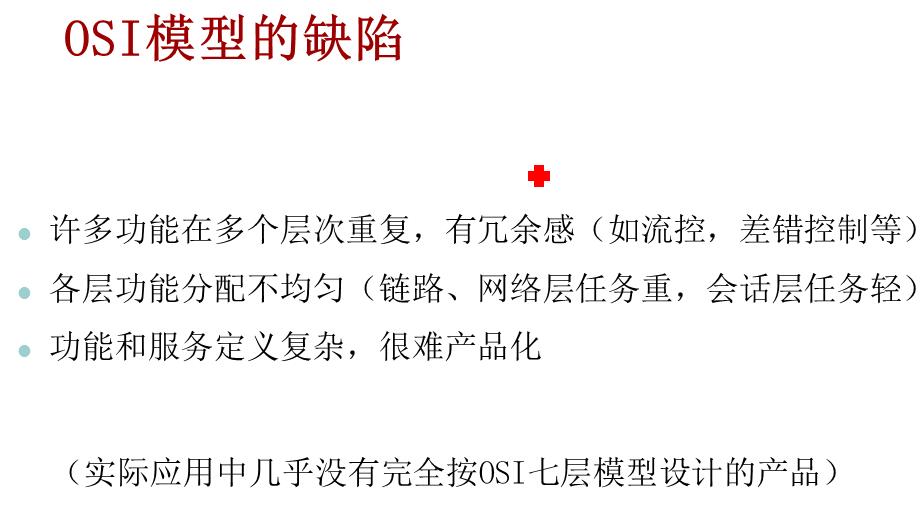 OSI模型的缺陷
许多功能在多个层次重复，有冗余感（如流控，差错控制等）
各层功能分配不均匀（链路、网络层任务重，会话层任务轻）
功能和服务定义复杂，很难产品化
（实际应用中几乎没有完全按OSI七层模型设计的产品）